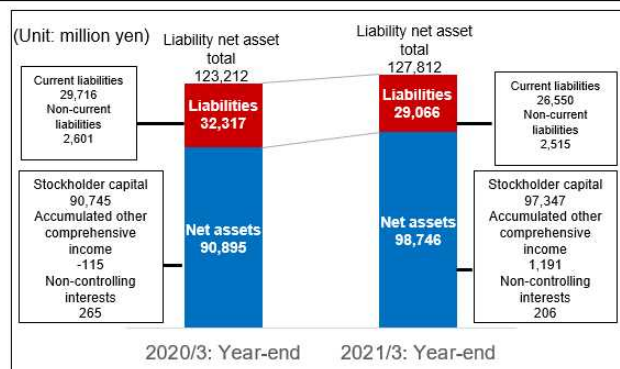 (Unit: million yen)
Liability net asset
total
123,212
Liability net asset
total
127,812
Current liabilities
29,716
Non-current
liabilities
2,601
Liabilities
32,317
Liabilities
29,066
Current liabilities
26,550
Non-current
liabilities
2,515
Stockholder capital
90,745
Accumulated other
comprehensive
income
-115
Non-controlling
interests
265
Net assets
90,895
Net assets
98,746
Stockholder capital
97,347
Accumulated other
comprehensive
income
1,191
Non-controlling
interests
206
2020/3: Year-end
2021/3: Year-end